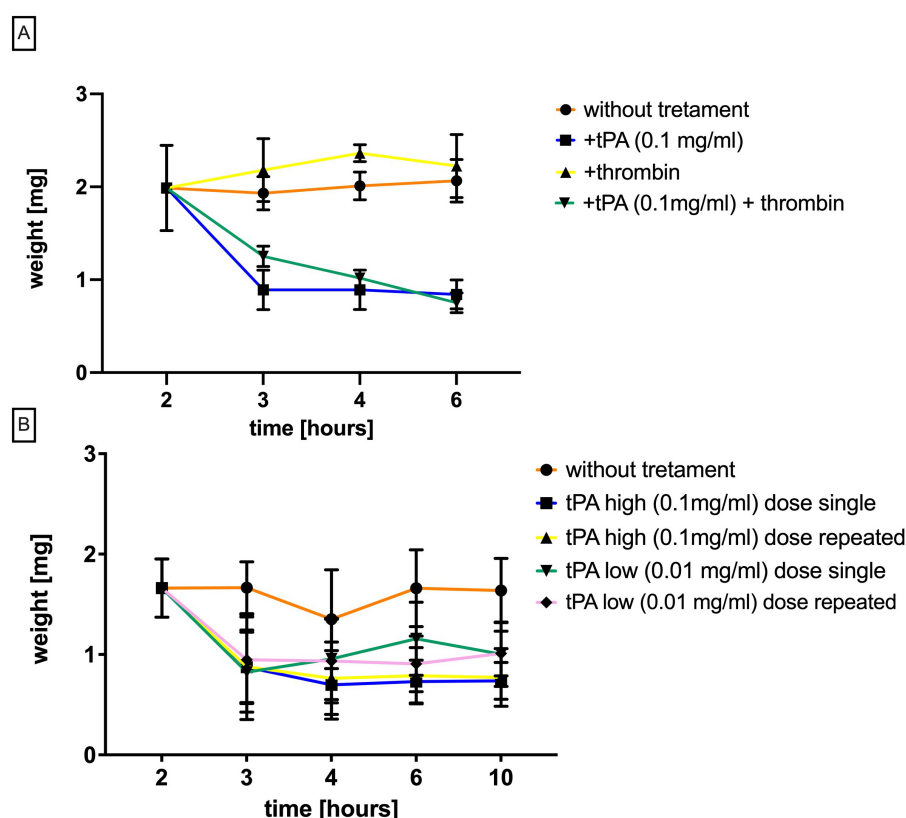 A
3
2
1
0
weight [mg]
2 3 4 6
time [hours]
without tretament
+tPA (0.1 mg/ml)
+thrombin
+tPA (0.1mg/ml) + thrombin
B
3
2
1
0
weight [mg]
2 3 4 6 10
time [hours]
without tretament
tPA high (0.1mg/ml) dose single
tPA high (0.1mg/ml) dose repeated
tPA low (0.01 mg/ml) dose single
tPA low (0.01 mg/ml) dose repeated